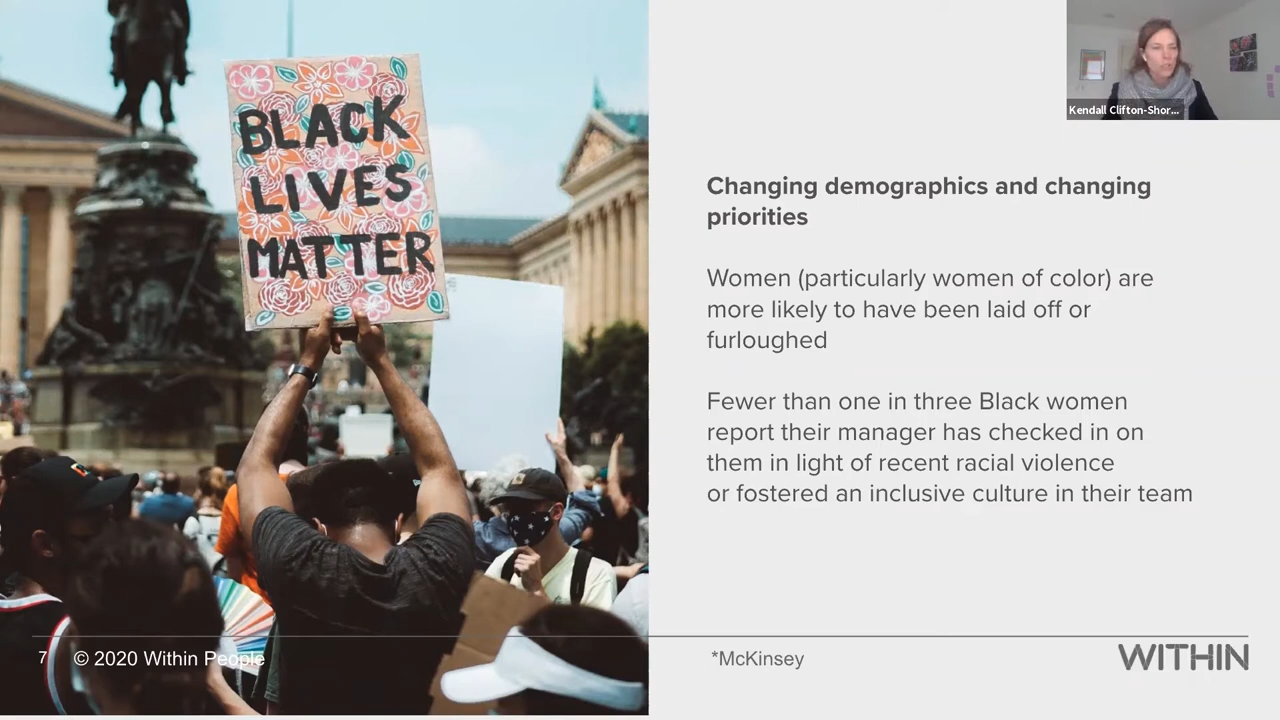 BLACK
LIVES
MATTER
Kendall Clifton-Shor...
Changing demographics and changing
priorities
Women (particularly women of color) are
more likely to have been laid off or
furloughed
Fewer than one in three Black women
report their manager has checked in on
them in light of recent racial violence
or fostered an inclusive culture in their team
7 © 2020 Within People
*McKinsey
WITHIN